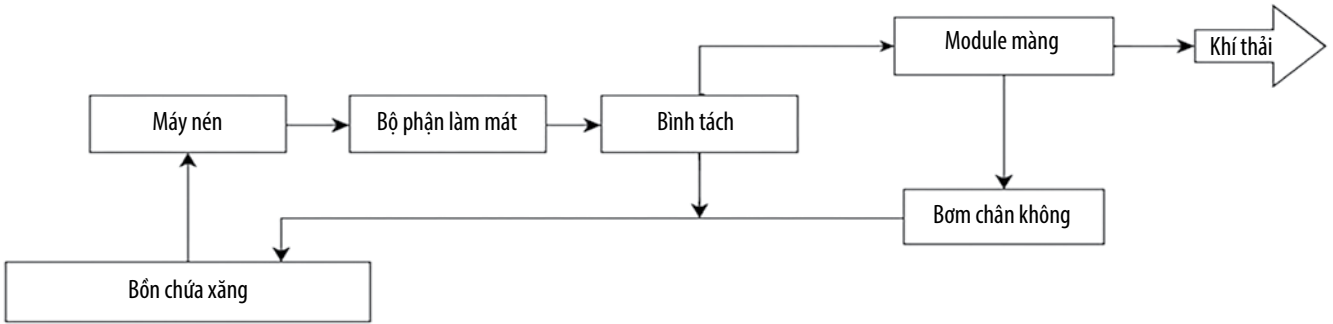 Module màng
Khí thải
Máy nén
Bộ phận làm mát
Bình tách
Bơm chân không
Bồn chứa xăng